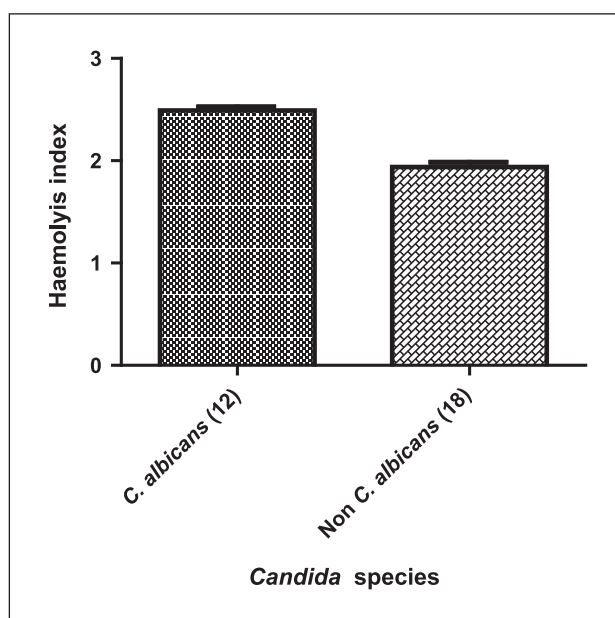 Haemolyis index
3
2
1
0
C. albicans (12)
Non C. albicans (18)
Candida species